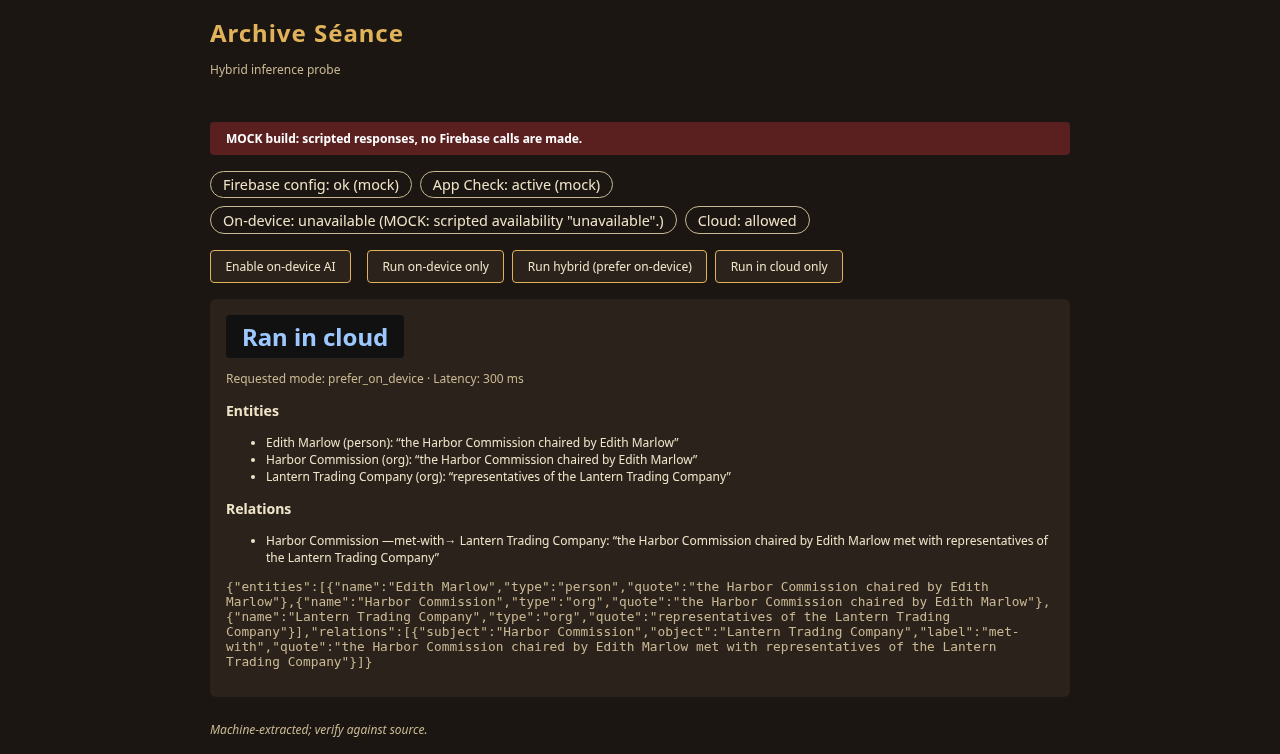 Archive Séance
Hybrid inference probe
MOCK build: scripted responses, no Firebase calls are made.
Firebase config: ok (mock) App Check: active (mock)
On-device: unavailable (MOCK: scripted availability "unavailable".) Cloud: allowed
Enable on-device AI Run on-device only Run hybrid (prefer on-device) Run in cloud only
Ran in cloud
Requested mode: prefer_on_device · Latency: 300 ms
Entities
• Edith Marlow (person): “the Harbor Commission chaired by Edith Marlow”
• Harbor Commission (org): “the Harbor Commission chaired by Edith Marlow”
• Lantern Trading Company (org): “representatives of the Lantern Trading Company”
Relations
• Harbor Commission —met-with→ Lantern Trading Company: “the Harbor Commission chaired by Edith Marlow met with representatives of
the Lantern Trading Company”
{"entities":[{"name":"Edith Marlow","type":"person","quote":"the Harbor Commission chaired by Edith
Marlow"},{"name":"Harbor Commission","type":"org","quote":"the Harbor Commission chaired by Edith Marlow"},
{"name":"Lantern Trading Company","type":"org","quote":"representatives of the Lantern Trading
Company"}],"relations":[{"subject":"Harbor Commission","object":"Lantern Trading Company","label":"met-
with","quote":"the Harbor Commission chaired by Edith Marlow met with representatives of the Lantern
Trading Company"}]}
Machine-extracted; verify against source.